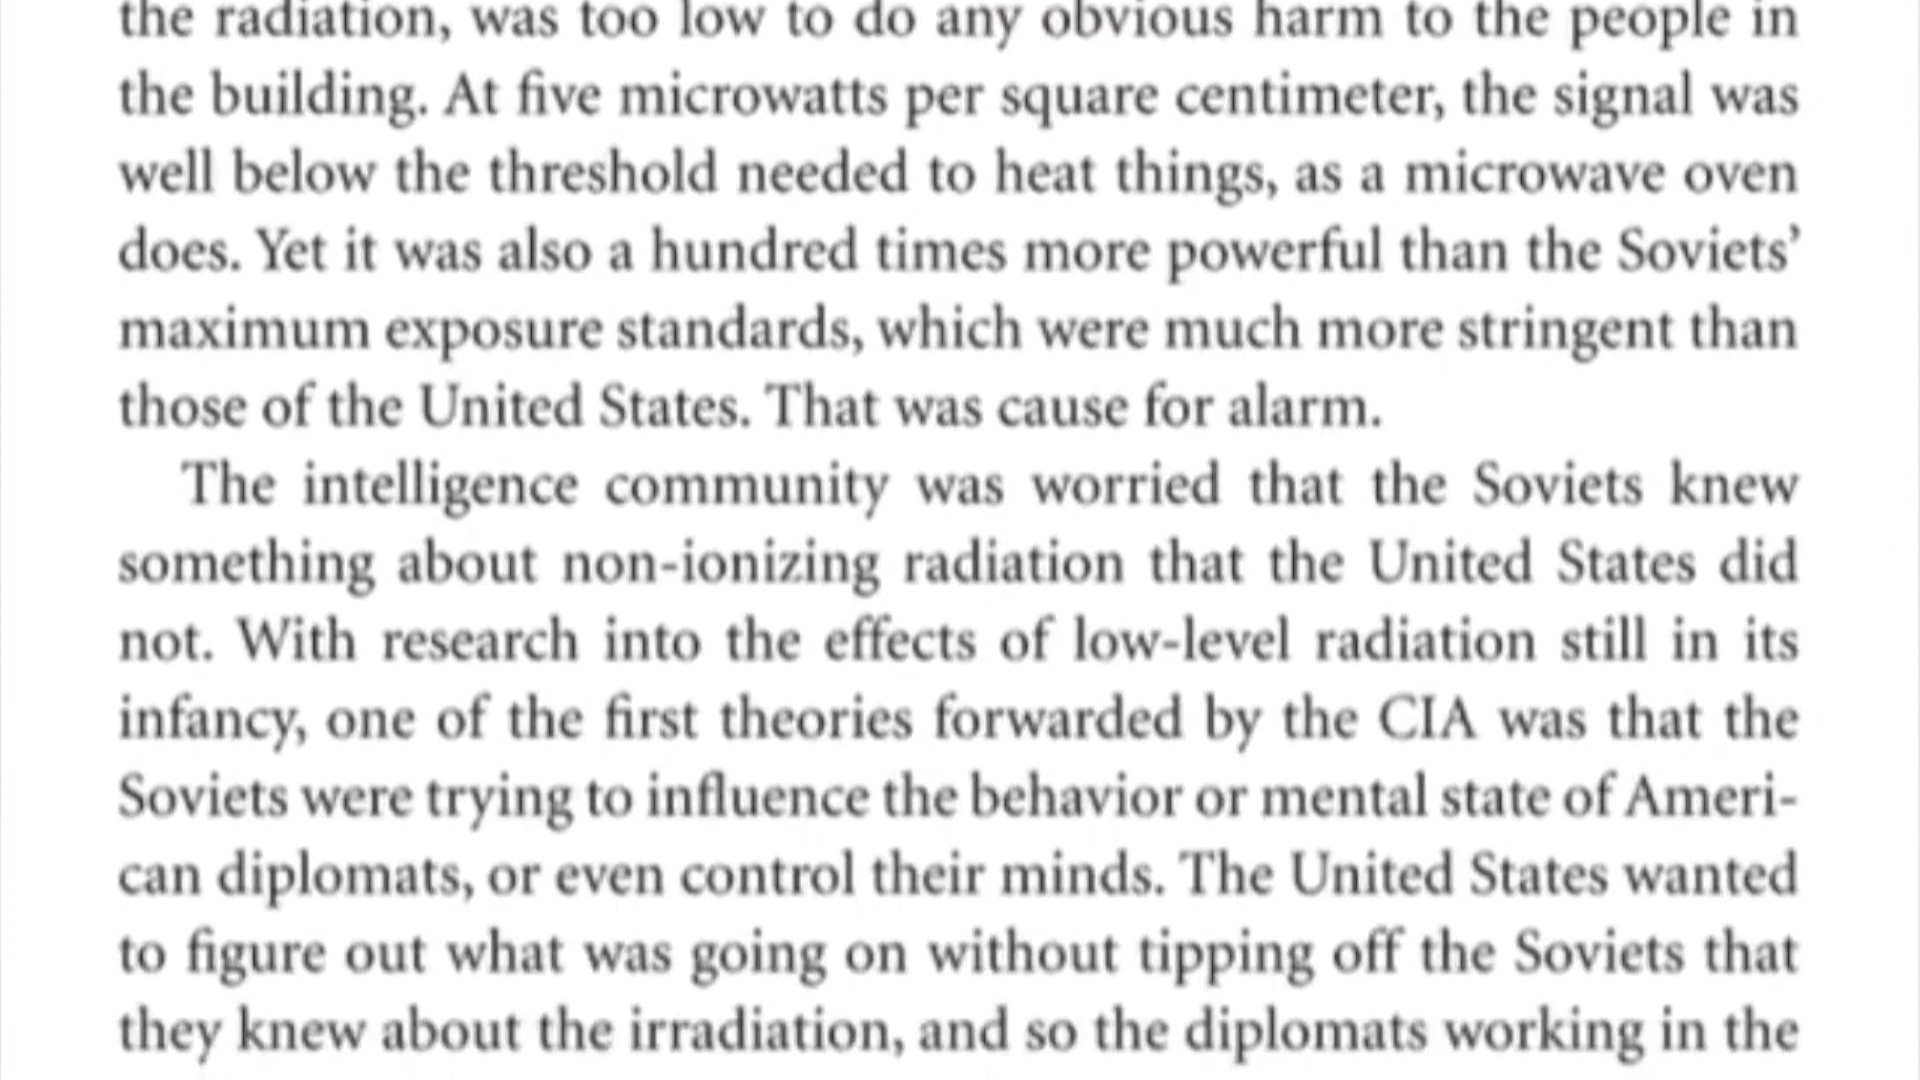 the radiation, was too low to do any obvious harm to the people in
the building. At five microwatts per square centimeter, the signal was
well below the threshold needed to heat things, as a microwave oven
does. Yet it was also a hundred times more powerful than the Soviets’
maximum exposure standards, which were much more stringent than
those of the United States. That was cause for alarm.
The intelligence community was worried that the Soviets knew
something about non-ionizing radiation that the United States did
not. With research into the effects of low-level radiation still in its
infancy, one of the first theories forwarded by the CIA was that the
Soviets were trying to influence the behavior or mental state of Ameri-
can diplomats, or even control their minds. The United States wanted
to figure out what was going on without tipping off the Soviets that
they knew about the irradiation, and so the diplomats working in the